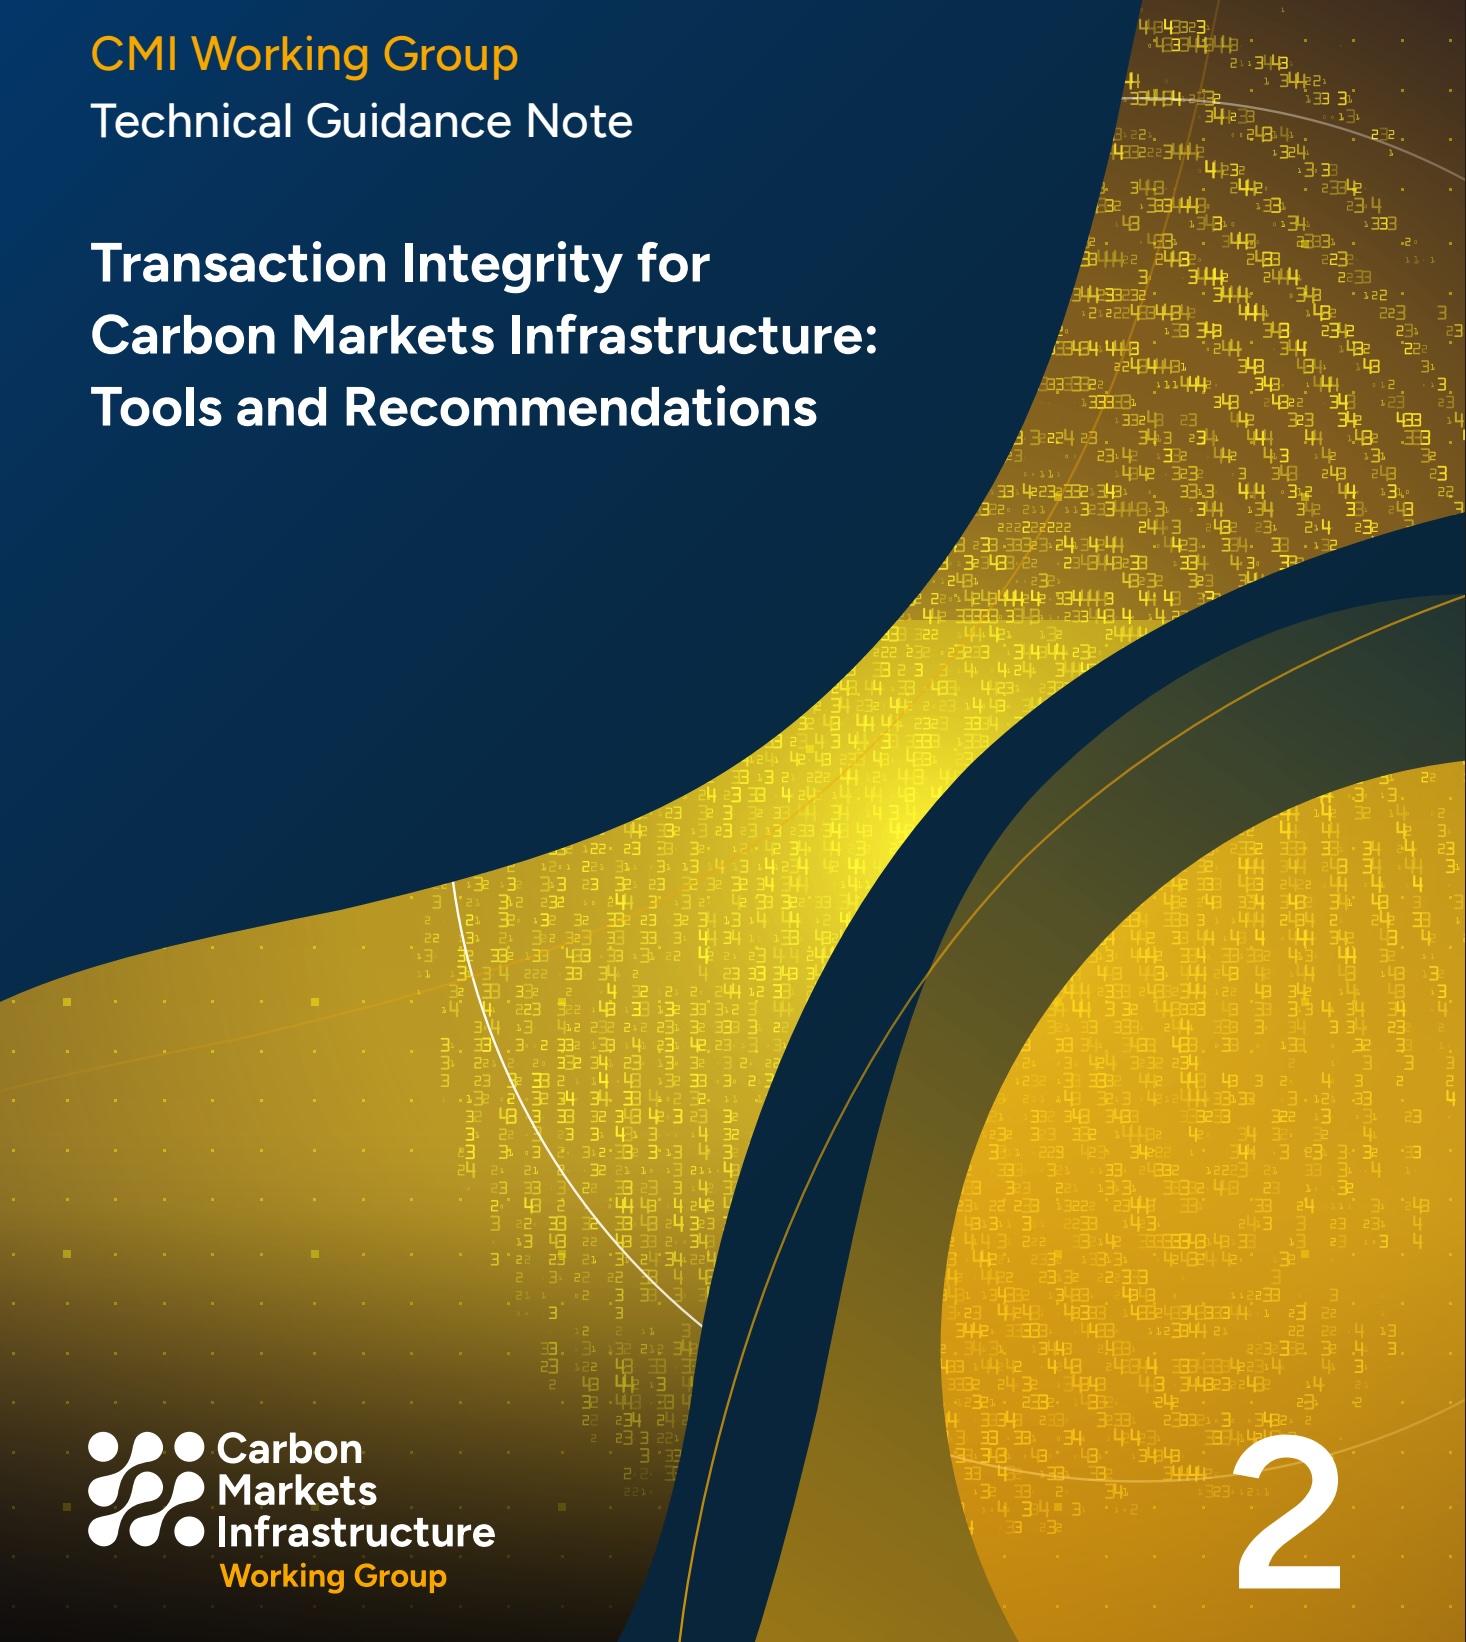 CMI Working Group
Technical Guidance Note
Transaction Integrity for
Carbon Markets Infrastructure:
Tools and Recommendations
Carbon
Markets
Infrastructure
Working Group
2